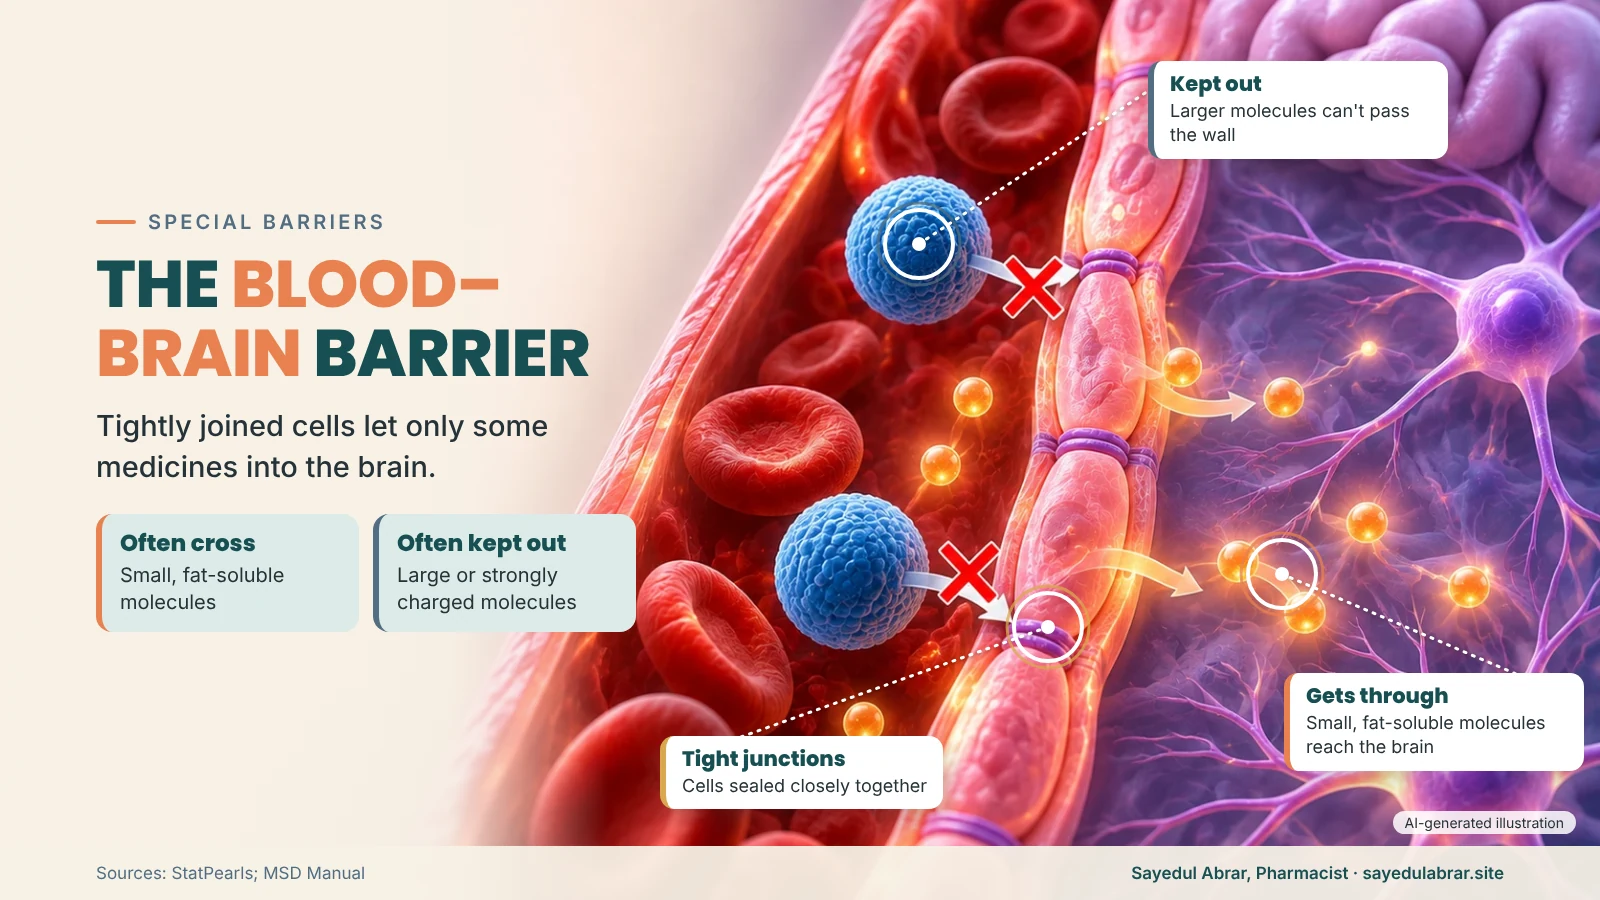 SPECIAL BARRIERS
THE BLOOD–
BRAIN BARRIER
Tightly joined cells let only some
medicines into the brain.
Often cross
Small, fat-soluble
molecules
Often kept out
Large or strongly
charged molecules
Kept out
Larger molecules can't pass
the wall
Tight junctions
Cells sealed closely together
Gets through
Small, fat-soluble molecules
reach the brain
AI-generated illustration
Sources: StatPearls; MSD Manual
Sayedul Abrar, Pharmacist · sayedulabrar.site